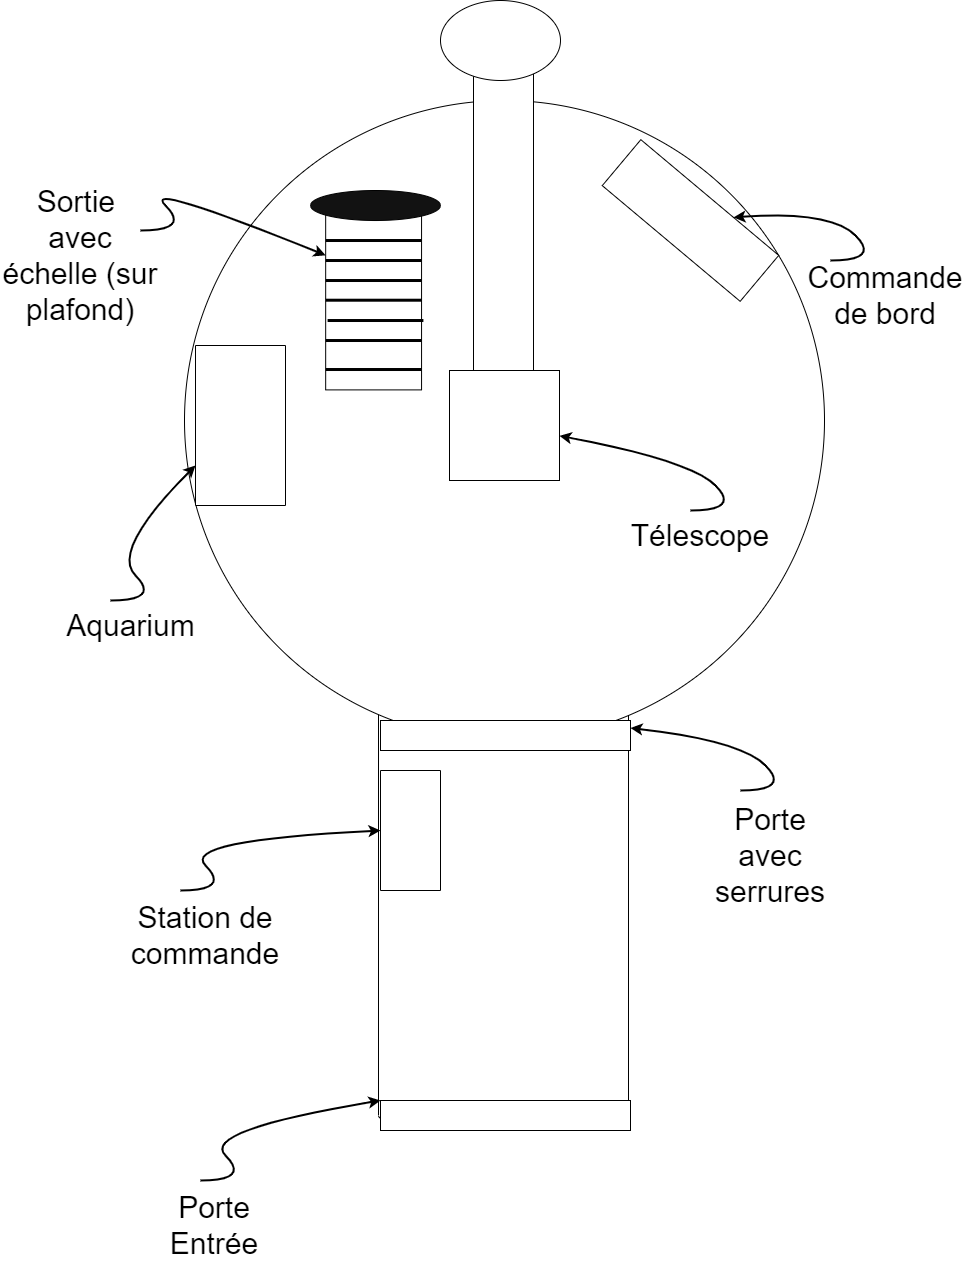 Sortie
avec
échelle (sur
plafond)
Commande
de bord
Télescope
Aquarium
Porte
avec
serrures
Station de
commande
Porte
Entrée